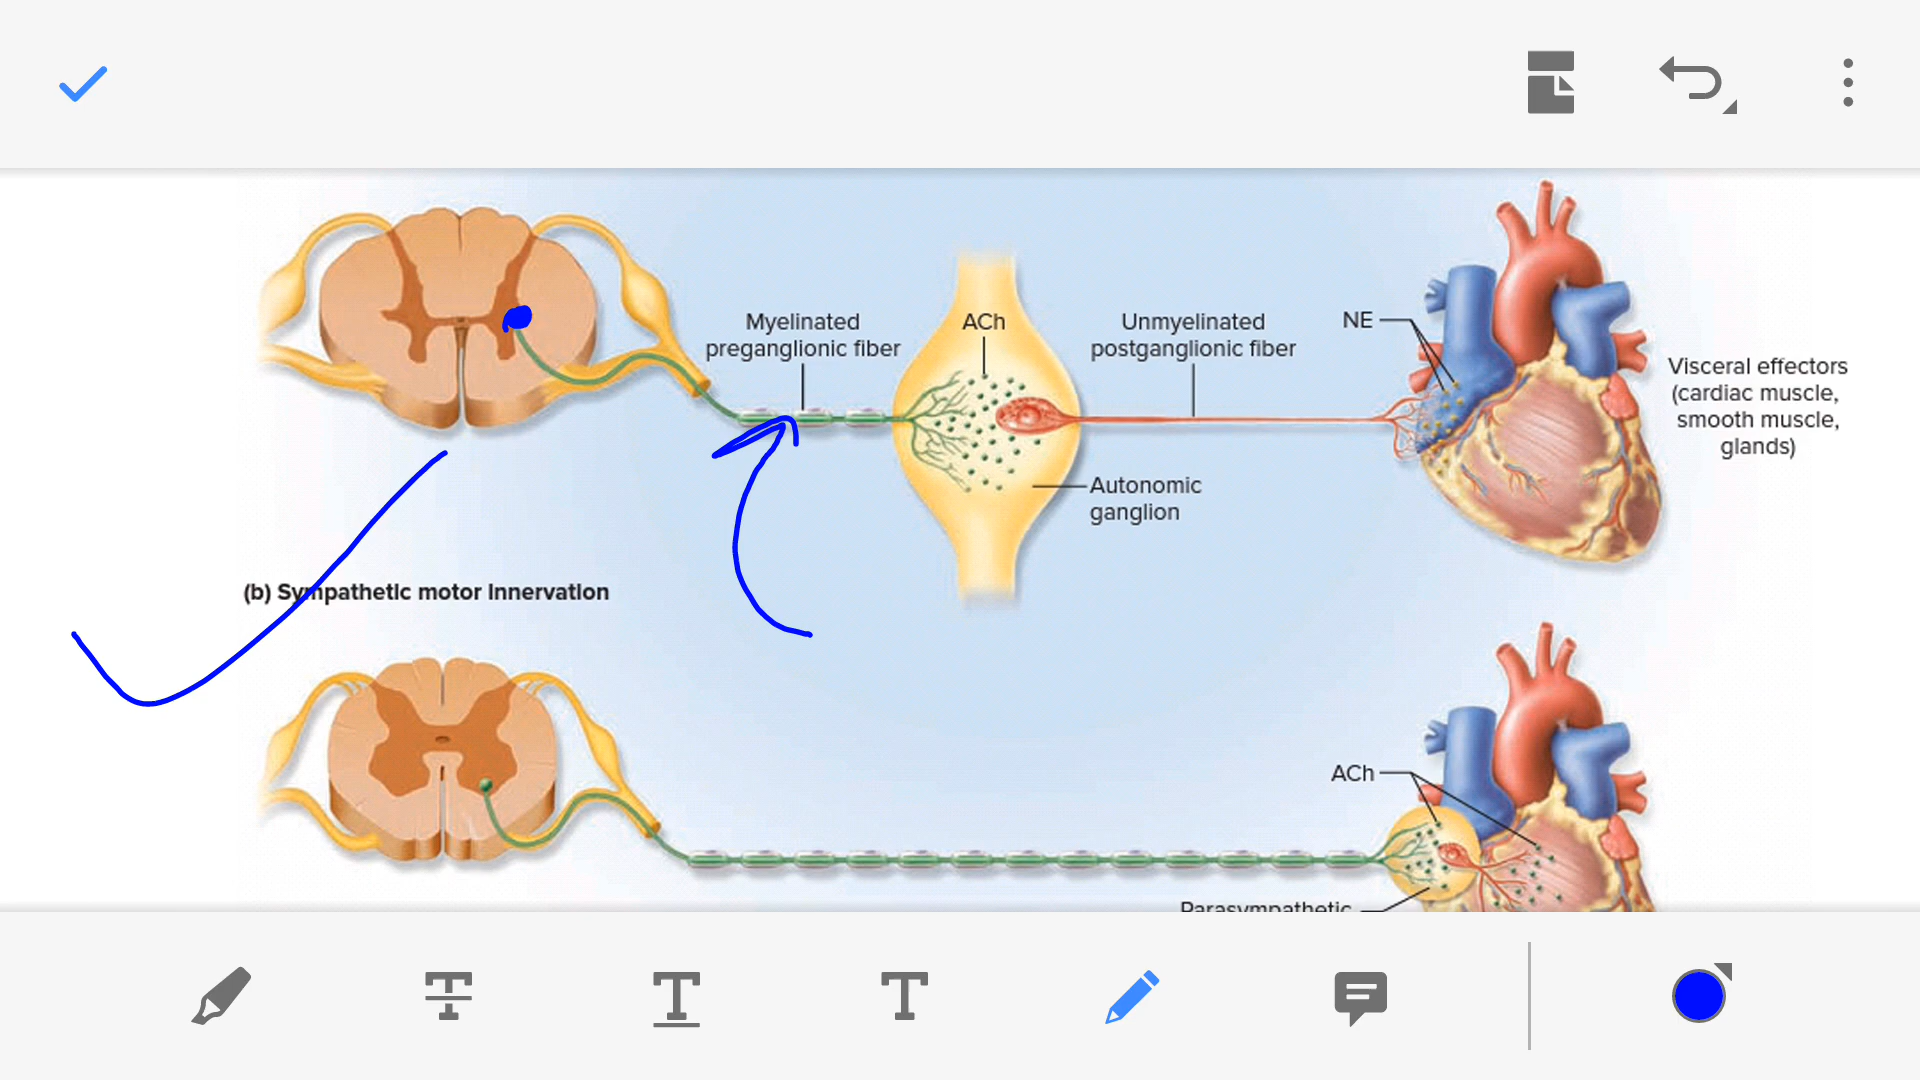 Myelinated
preganglionic fiber
ACh
Unmyelinated
postganglionic fiber
NE
Visceral effectors
(cardiac muscle,
smooth muscle,
glands)
Autonomic
ganglion
(b) Sympathetic motor Innervation
ACh
Parasympathetic